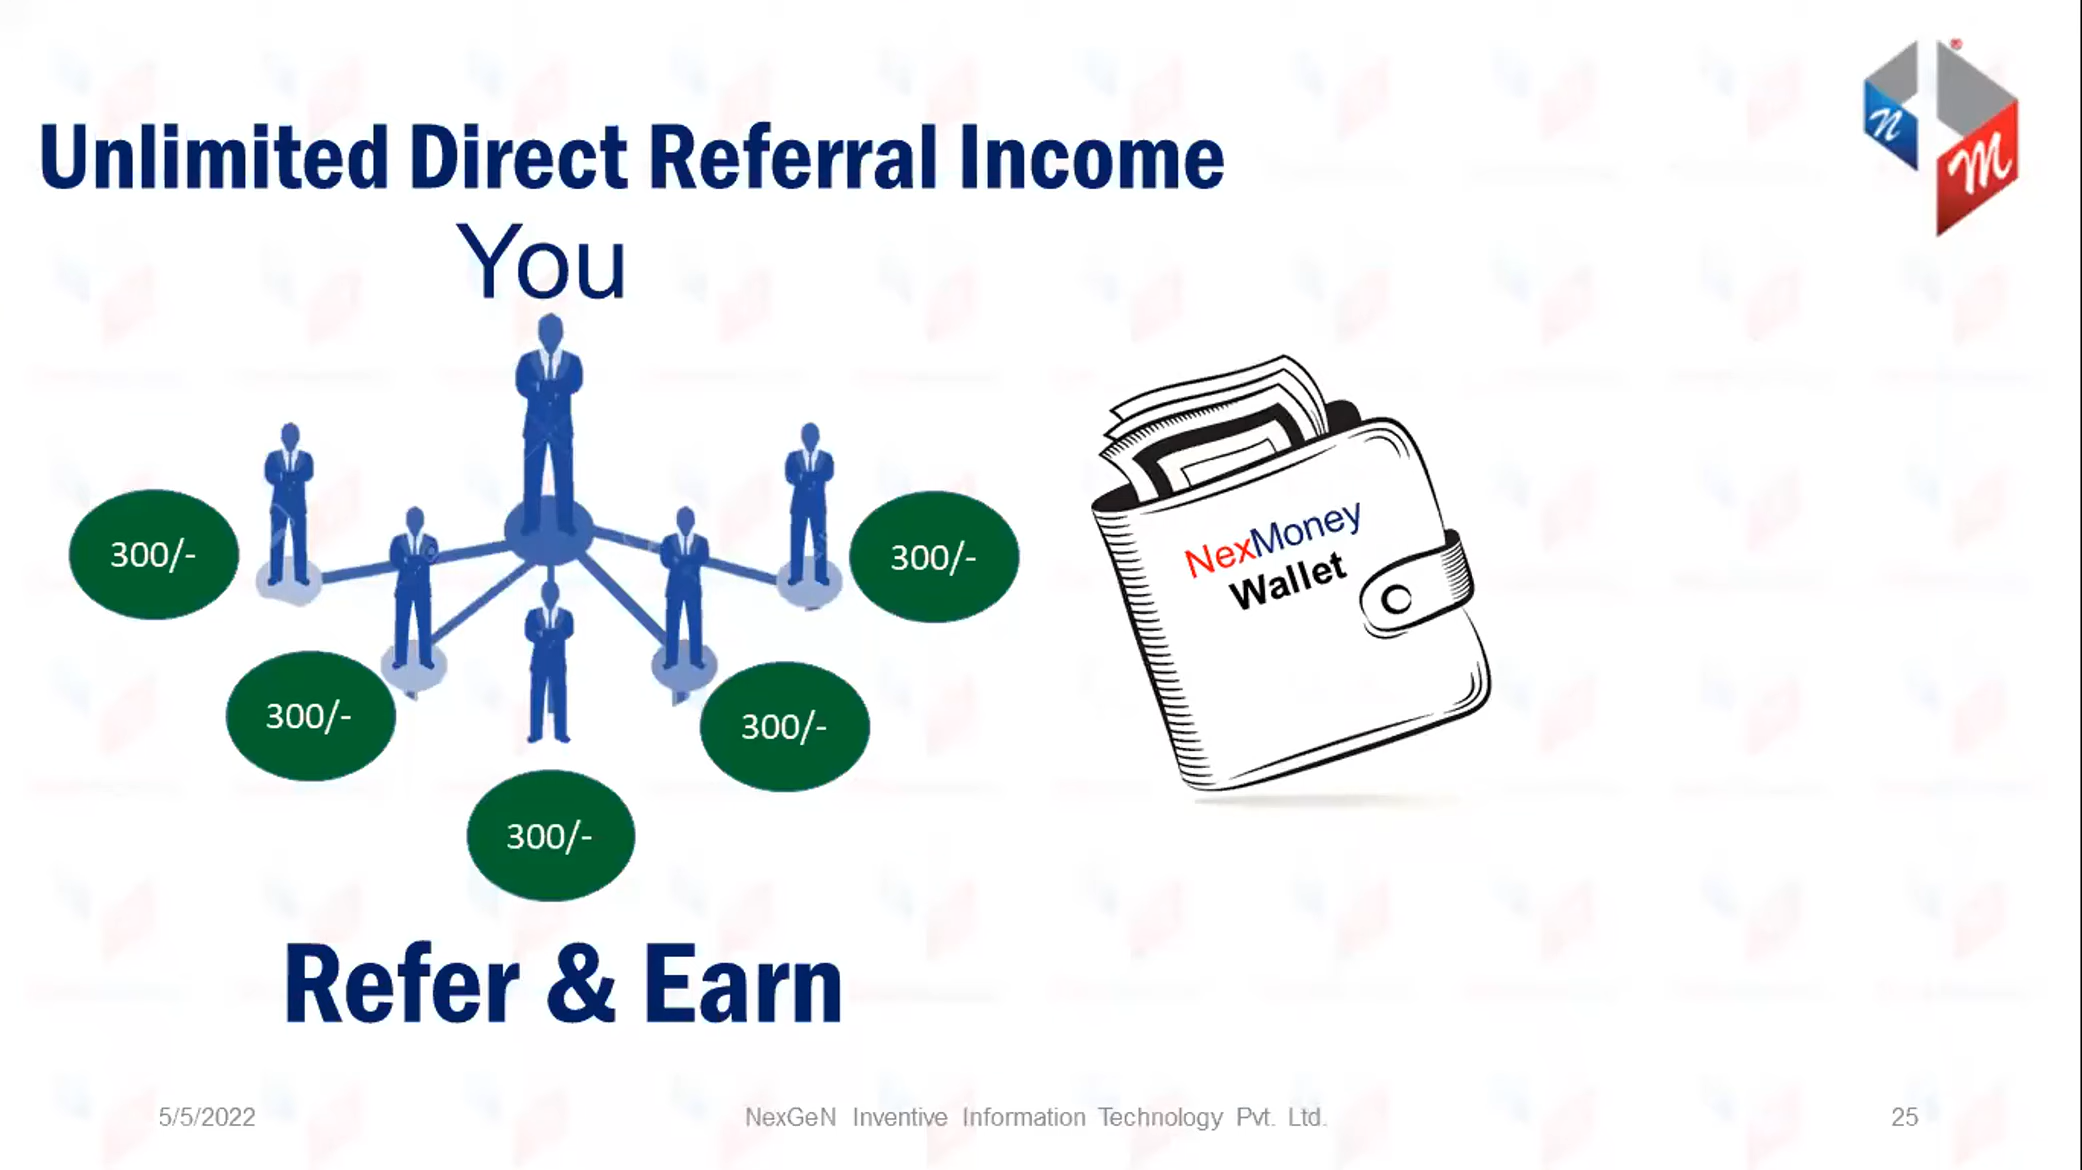 Unlimited Direct Referral Income
You
300/-
300/-
300/-
300/-
300/-
NexMoney
Wallet
n
M
®
Refer & Earn
5/5/2022
NexGeN Inventive Information Technology Pvt. Ltd.
25